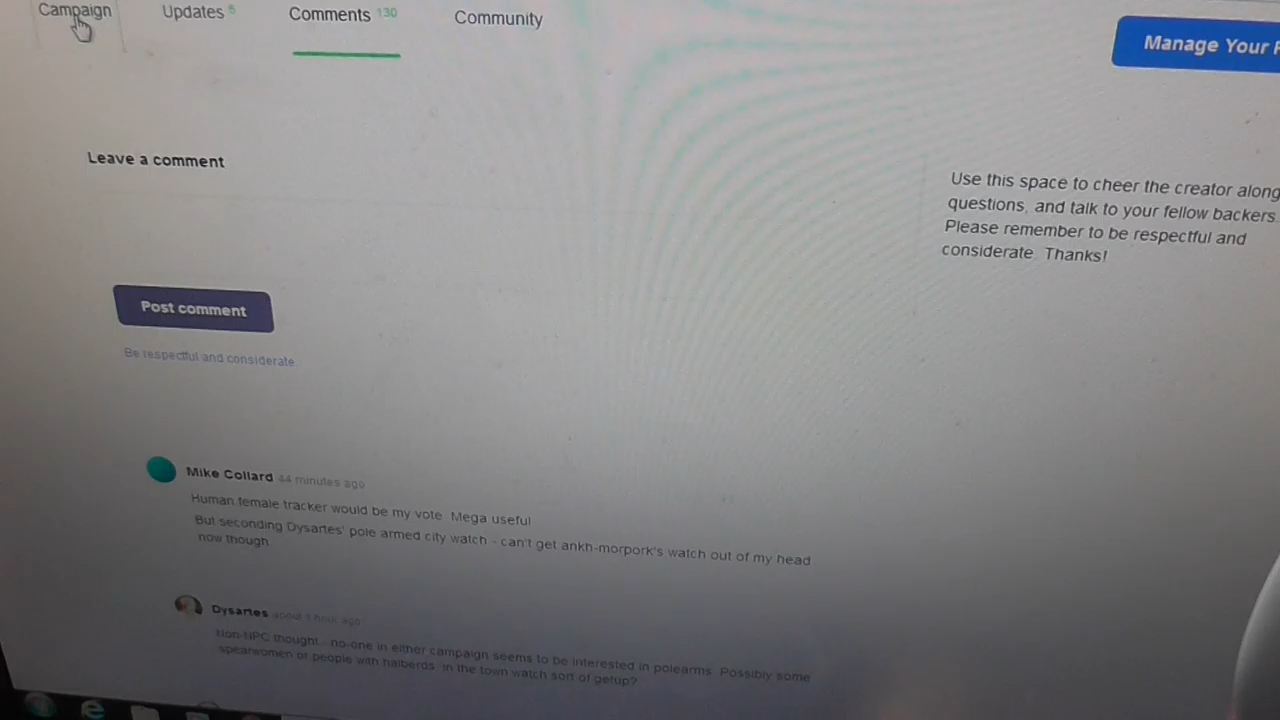 Campaign Updates 5 Comments 130 Community
Manage Your
Leave a comment
Use this space to cheer the creator along
questions, and talk to your fellow backers.
Please remember to be respectful and
considerate. Thanks!
Post comment
Be respectful and considerate.
Mike Collard 44 minutes ago
Human female tracker would be my vote. Mega useful
But seconding Dysartes' pole armed city watch - can't get ankh-morpork's watch out of my head
now though.
Dysartes about 1 hour ago
Non-NPC thought - no-one in either campaign seems to be interested in polearms. Possibly some
spearwomen or people with halberds, in the town watch sort of getup?